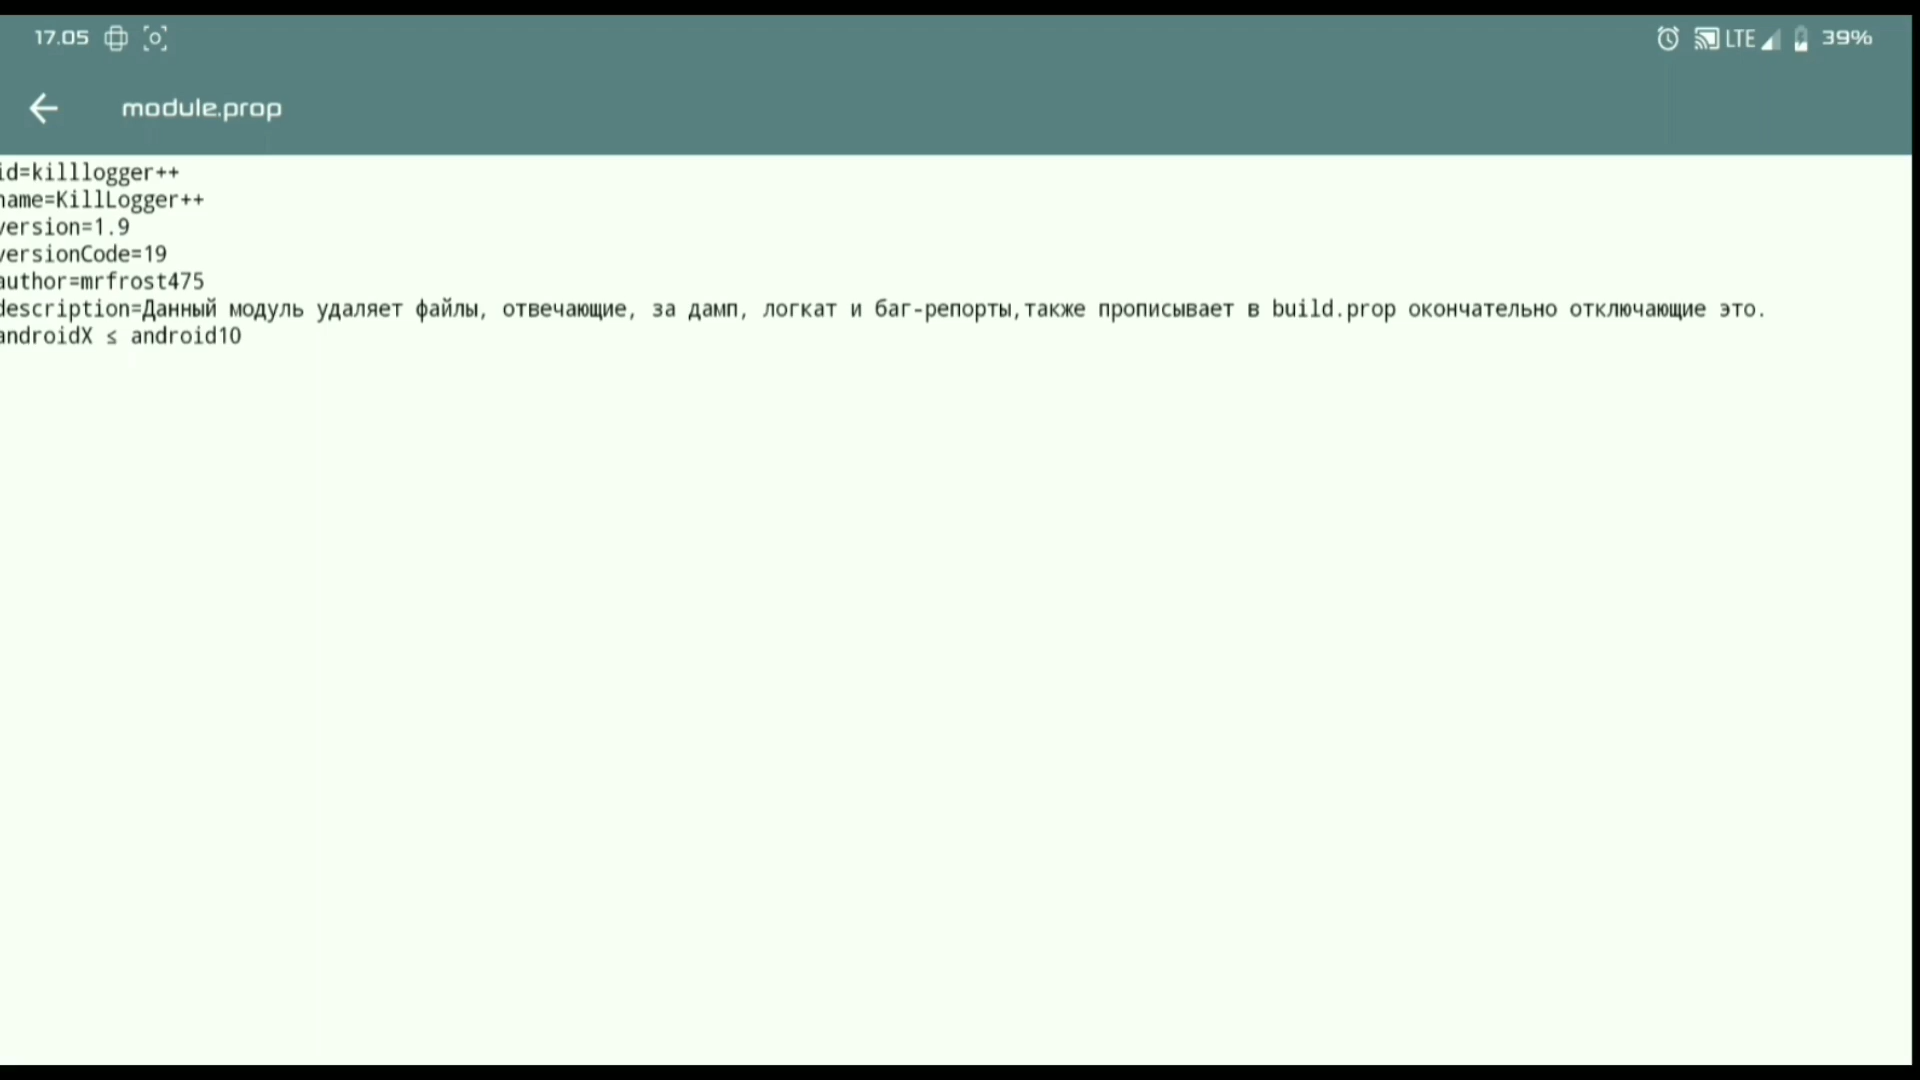 17.05 LTE 39%
module.prop
id=killlogger++
name=KillLogger++
version=1.9
versionCode=19
author=mrfrost475
description=Данный модуль удаляет файлы, отвечающие, за дамп, логкат и баг-репорты,также прописывает в build.prop окончательно отключающие это.
androidX ≤ android10